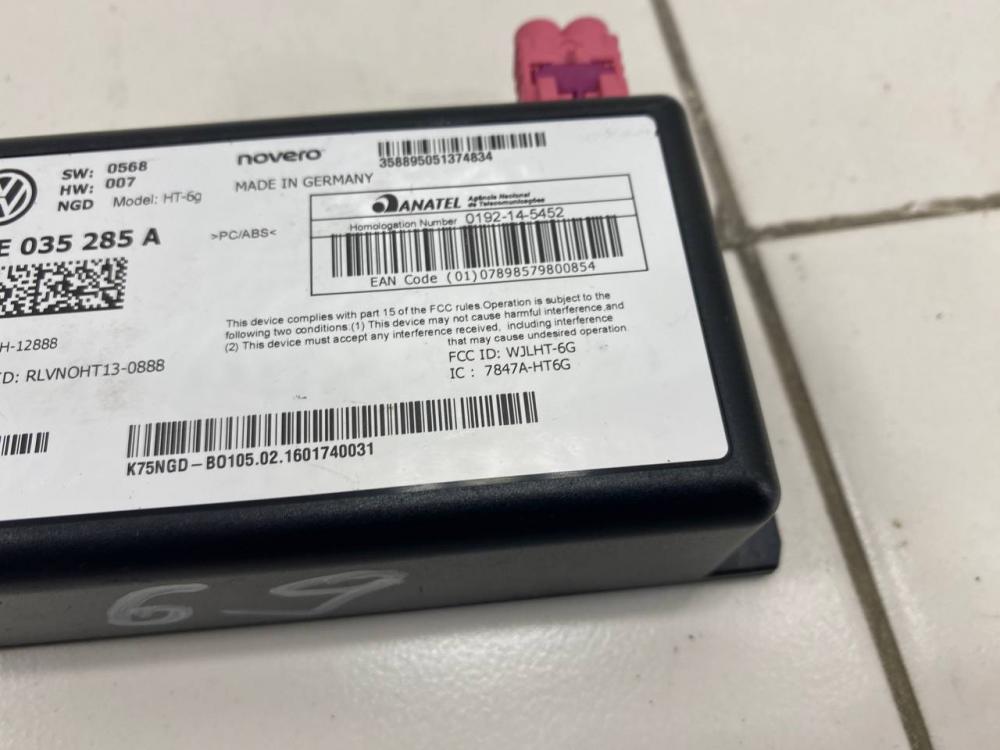 SW: 0568
HW: 007
NGD Model: HT-6g
E 035 285 A
novero
358895051374834
MADE IN GERMANY
>PC/ABS<
ANATEL Agência Nacional de Telecomunicações
Homologation Number 0192-14-5452
EAN Code (01)07898579800854
This device complies with part 15 of the FCC rules.Operation is subject to the
following two conditions.(1) This device may not cause harmful interference,and
(2) This device must accept any interference received, including interference
that may cause undesired operation
FCC ID: WJLHT-6G
IC : 7847A-HT6G
H-12888
D: RLVNOHT13-0888
K75NGD-B0105.02.1601740031
69